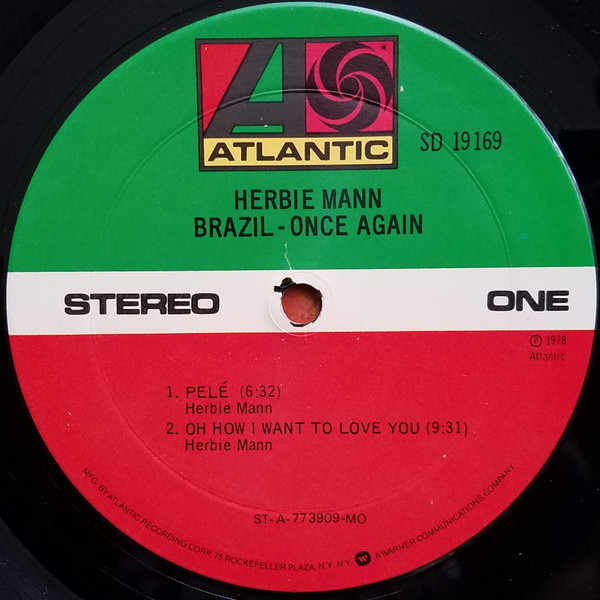 ATLANTIC
SD 19169
HERBIE MANN
BRAZIL - ONCE AGAIN
STEREO
ONE
℗ 1978
Atlantic
1. PELÉ (6:32)
Herbie Mann
2. OH HOW I WANT TO LOVE YOU (9:31)
Herbie Mann
ST-A-773909-MO
MFG. BY ATLANTIC RECORDING CORP. 75 ROCKEFELLER PLAZA, N.Y. N.Y. A WARNER COMMUNICATIONS COMPANY